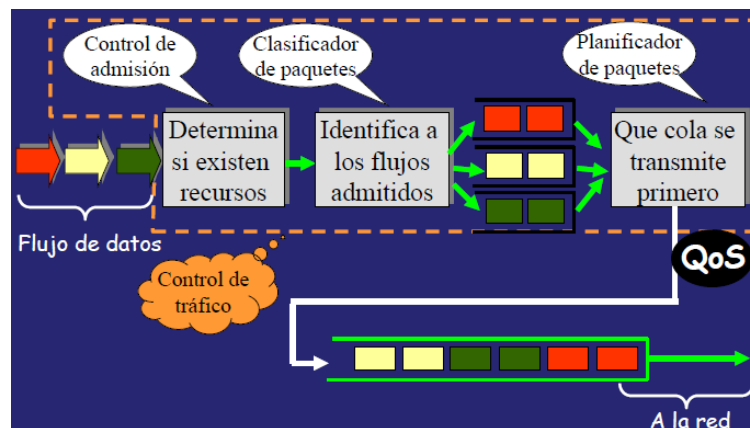 Control de
admisión
Clasificador
de paquetes
Planificador
de paquetes
Determina
si existen
recursos
Identifica a
los flujos
admitidos
Que cola se
transmite
primero
Flujo de datos
Control de
tráfico
QoS
A la red